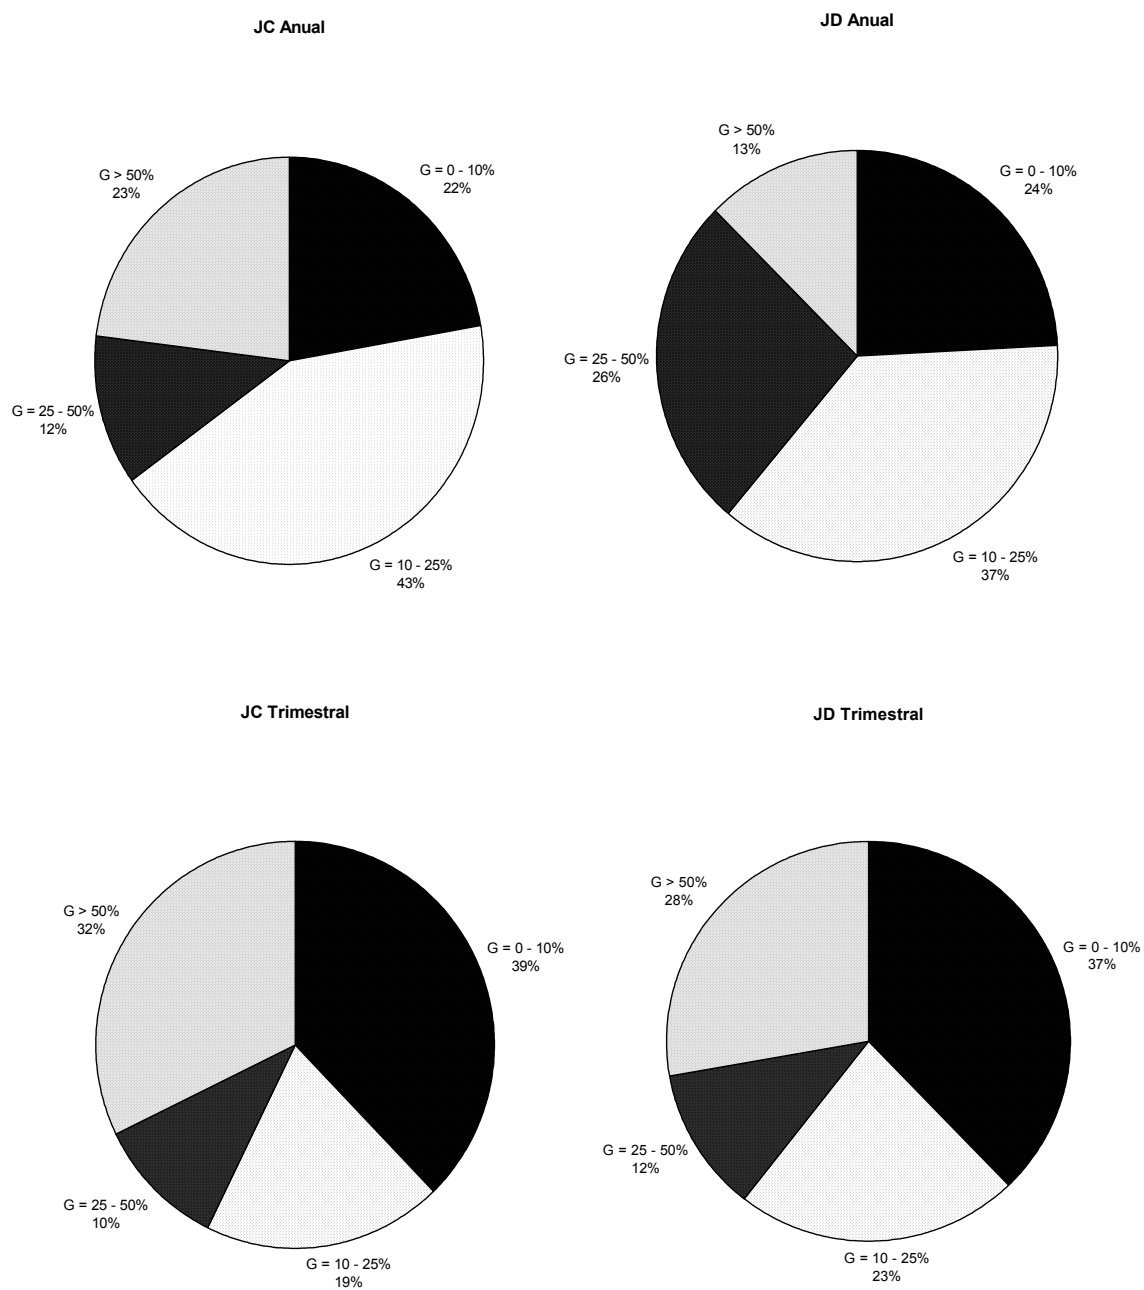 JC Anual
G > 50%
23%
G = 0 - 10%
22%
G = 25 - 50%
12%
G = 10 - 25%
43%
JD Anual
G > 50%
13%
G = 0 - 10%
24%
G = 25 - 50%
26%
G = 10 - 25%
37%
JC Trimestral
G > 50%
32%
G = 0 - 10%
39%
G = 25 - 50%
10%
G = 10 - 25%
19%
JD Trimestral
G > 50%
28%
G = 0 - 10%
37%
G = 25 - 50%
12%
G = 10 - 25%
23%